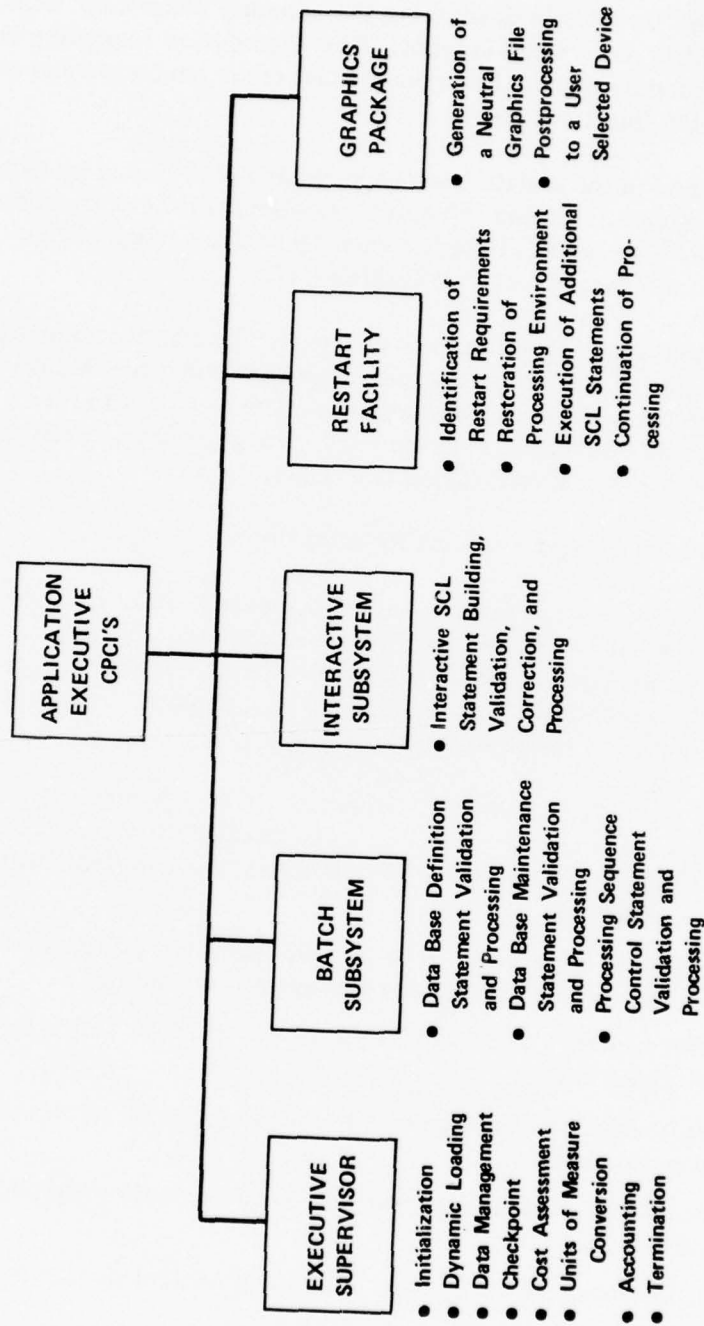 APPLICATION
EXECUTIVE
CPCI'S
EXECUTIVE
SUPERVISOR
● Initialization
● Dynamic Loading
● Data Management
● Checkpoint
● Cost Assessment
● Units of Measure
Conversion
● Accounting
● Termination
BATCH
SUBSYSTEM
● Data Base Definition
Statement Validation
and Processing
● Data Base Maintenance
Statement Validation
and Processing
● Processing Sequence
Control Statement
Validation and
Processing
INTERACTIVE
SUBSYSTEM
● Interactive SCL
Statement Building,
Validation,
Correction, and
Processing
RESTART
FACILITY
● Identification of
Restart Requirements
● Restoration of
Processing Environment
● Execution of Additional
SCL Statements
● Continuation of Pro-
cessing
GRAPHICS
PACKAGE
● Generation of
a Neutral
Graphics File
● Postprocessing
to a User
Selected Device